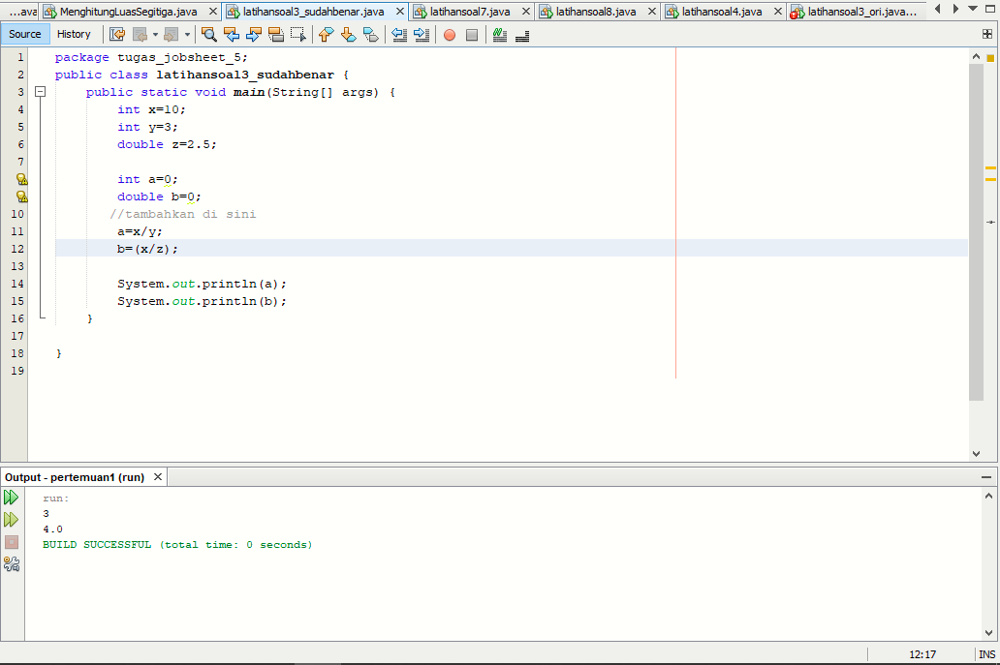 ...ava MenghitungLuasSegitiga.java latihansoal3_sudahbenar.java latihansoal7.java latihansoal8.java latihansoal4.java latihansoal3_ori.java...
Source History
1 package tugas_jobsheet_5;
2 public class latihansoal3_sudahbenar {
3 public static void main(String[] args) {
4 int x=10;
5 int y=3;
6 double z=2.5;
7
int a=0;
double b=0;
10 //tambahkan di sini
11 a=x/y;
12 b=(x/z);
13
14 System.out.println(a);
15 System.out.println(b);
16 }
17
18 }
19
Output - pertemuan1 (run)
run:
3
4.0
BUILD SUCCESSFUL (total time: 0 seconds)
12:17 INS